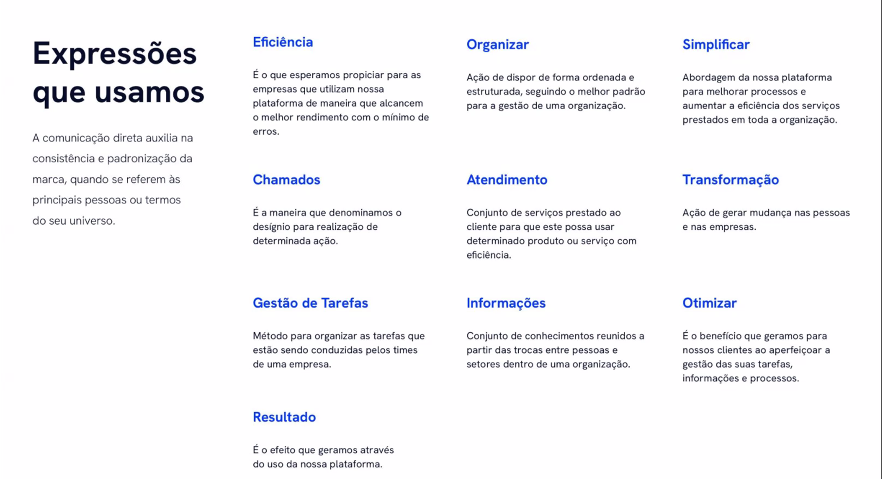 Expressões
que usamos
A comunicação direta auxilia na
consistência e padronização da
marca, quando se referem às
principais pessoas ou termos
do seu universo.
Eficiência
É o que esperamos propiciar para as
empresas que utilizam nossa
plataforma de maneira que alcancem
o melhor rendimento com o mínimo de
erros.
Organizar
Ação de dispor de forma ordenada e
estruturada, seguindo o melhor padrão
para a gestão de uma organização.
Simplificar
Abordagem da nossa plataforma
para melhorar processos e
aumentar a eficiência dos serviços
prestados em toda a organização.
Chamados
É a maneira que denominamos o
desígnio para realização de
determinada ação.
Atendimento
Conjunto de serviços prestado ao
cliente para que este possa usar
determinado produto ou serviço com
eficiência.
Transformação
Ação de gerar mudança nas pessoas
e nas empresas.
Gestão de Tarefas
Método para organizar as tarefas que
estão sendo conduzidas pelos times
de uma empresa.
Informações
Conjunto de conhecimentos reunidos a
partir das trocas entre pessoas e
setores dentro de uma organização.
Otimizar
É o benefício que geramos para
nossos clientes ao aperfeiçoar a
gestão das suas tarefas,
informações e processos.
Resultado
É o efeito que geramos através
do uso da nossa plataforma.